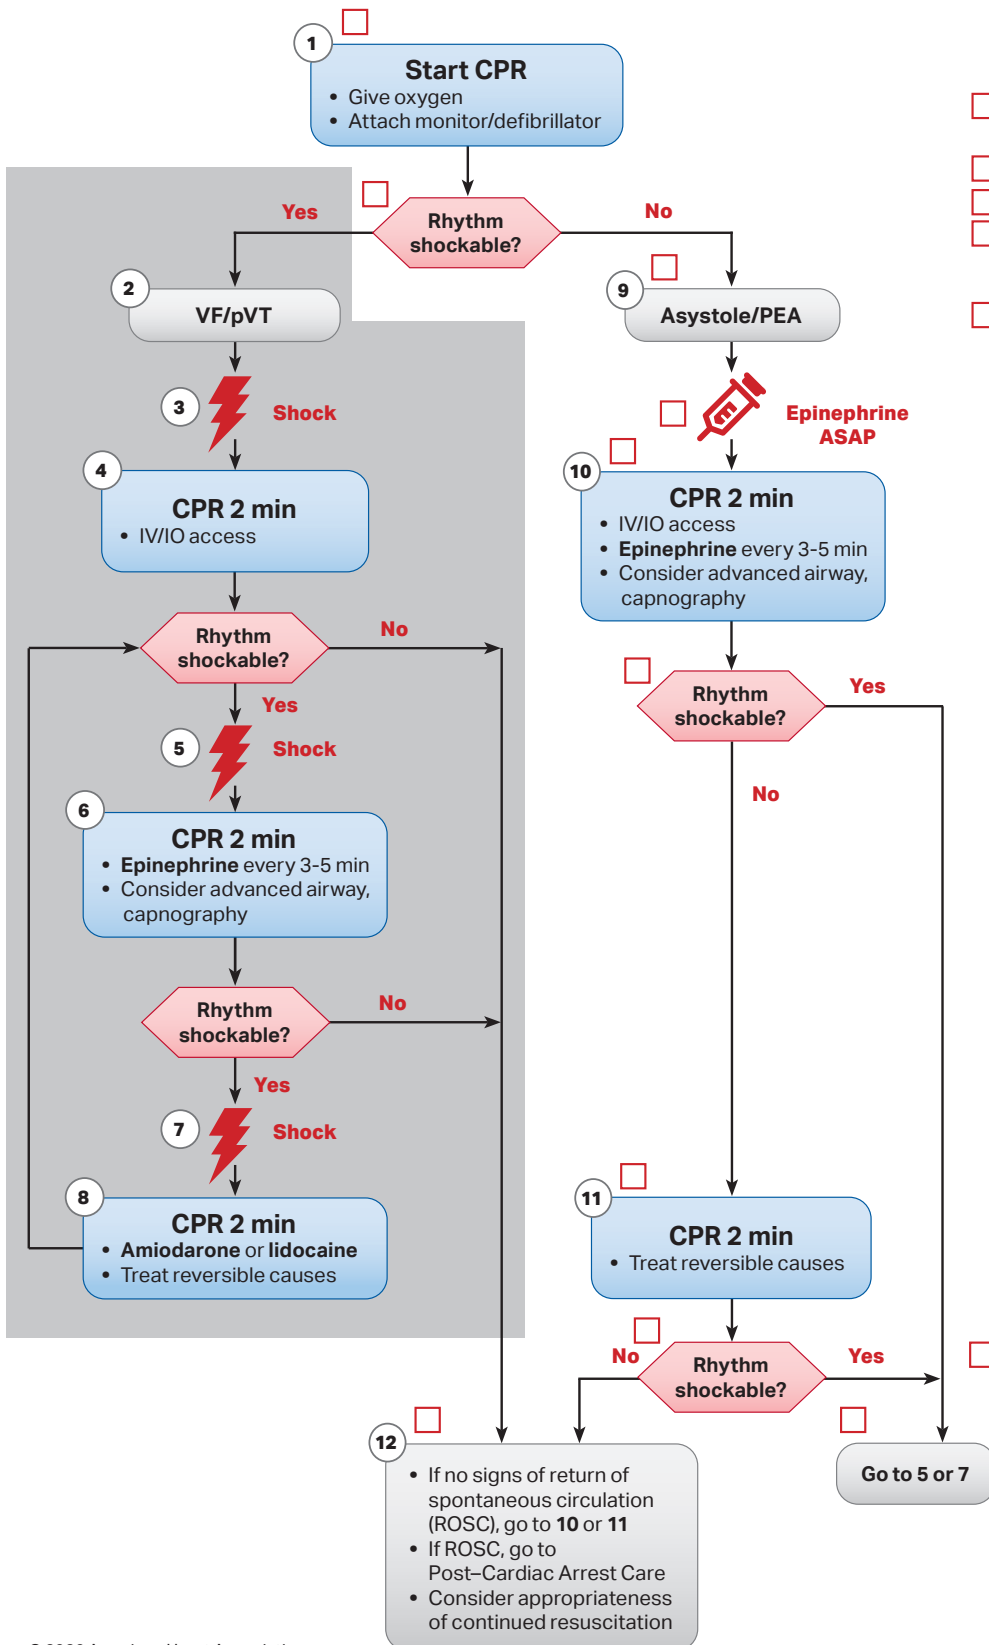 1
Start CPR
• Give oxygen
• Attach monitor/defibrillator
Rhythm
shockable?
Yes
No
2
VF/pVT
3
Shock
4
CPR 2 min
• IV/IO access
Rhythm
shockable?
No
Yes
5
Shock
6
CPR 2 min
• Epinephrine every 3-5 min
• Consider advanced airway,
capnography
Rhythm
shockable?
No
Yes
7
Shock
8
CPR 2 min
• Amiodarone or lidocaine
• Treat reversible causes
9
Asystole/PEA
Epinephrine
ASAP
10
CPR 2 min
• IV/IO access
• Epinephrine every 3-5 min
• Consider advanced airway,
capnography
Rhythm
shockable?
Yes
No
11
CPR 2 min
• Treat reversible causes
Rhythm
shockable?
No
Yes
12
• If no signs of return of
spontaneous circulation
(ROSC), go to 10 or 11
• If ROSC, go to
Post–Cardiac Arrest Care
• Consider appropriateness
of continued resuscitation
Go to 5 or 7